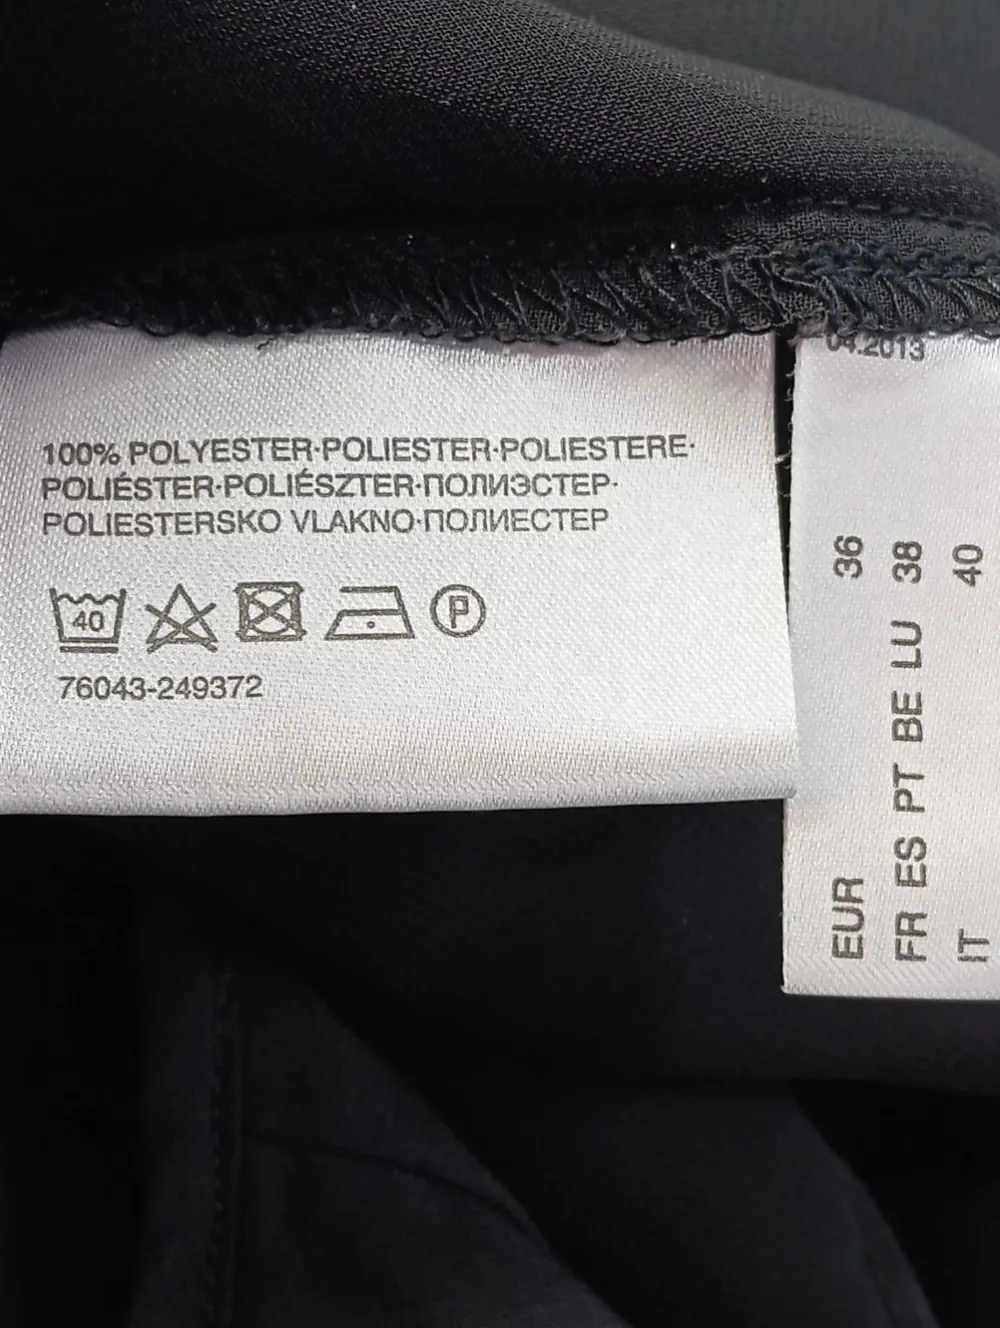 100% POLYESTER·POLIESTER·POLIESTERE·
POLIÉSTER·POLIÉSZTER·ПОЛИЭСТЕР·
POLIESTERSKO VLAKNO·ПОЛИЕСТЕР
40 P
76043-249372
04.2013
EUR 36
FR ES PT BE LU 38
IT 40